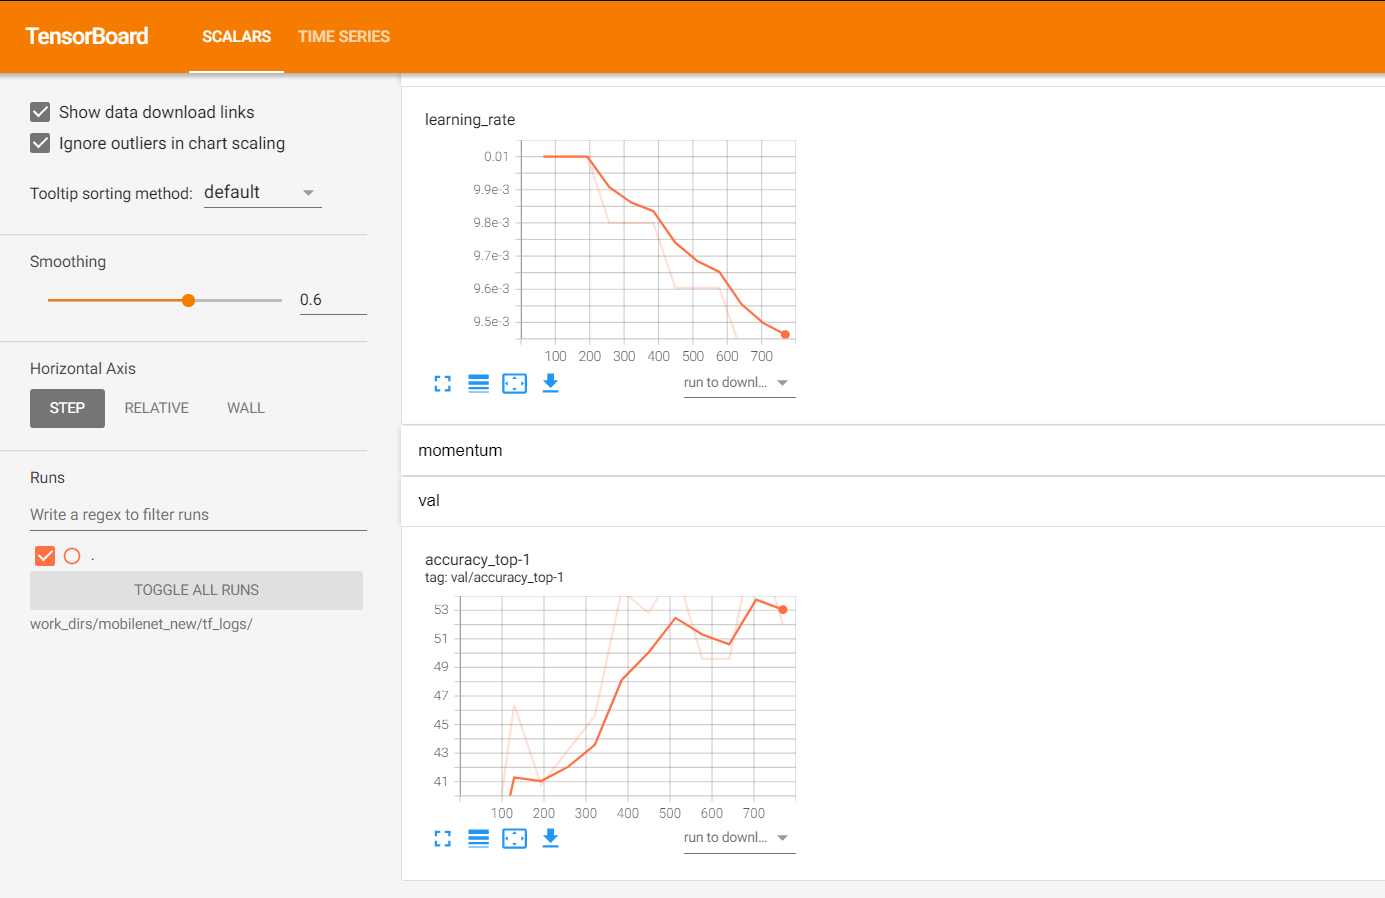 TensorBoard SCALARS TIME SERIES
Show data download links
Ignore outliers in chart scaling
Tooltip sorting method: default
Smoothing
0.6
Horizontal Axis
STEP RELATIVE WALL
Runs
Write a regex to filter runs
.
TOGGLE ALL RUNS
work_dirs/mobilenet_new/tf_logs/
learning_rate
0.01
9.9e-3
9.8e-3
9.7e-3
9.6e-3
9.5e-3
100 200 300 400 500 600 700
run to downl...
momentum
val
accuracy_top-1
tag: val/accuracy_top-1
53
51
49
47
45
43
41
100 200 300 400 500 600 700
run to downl...